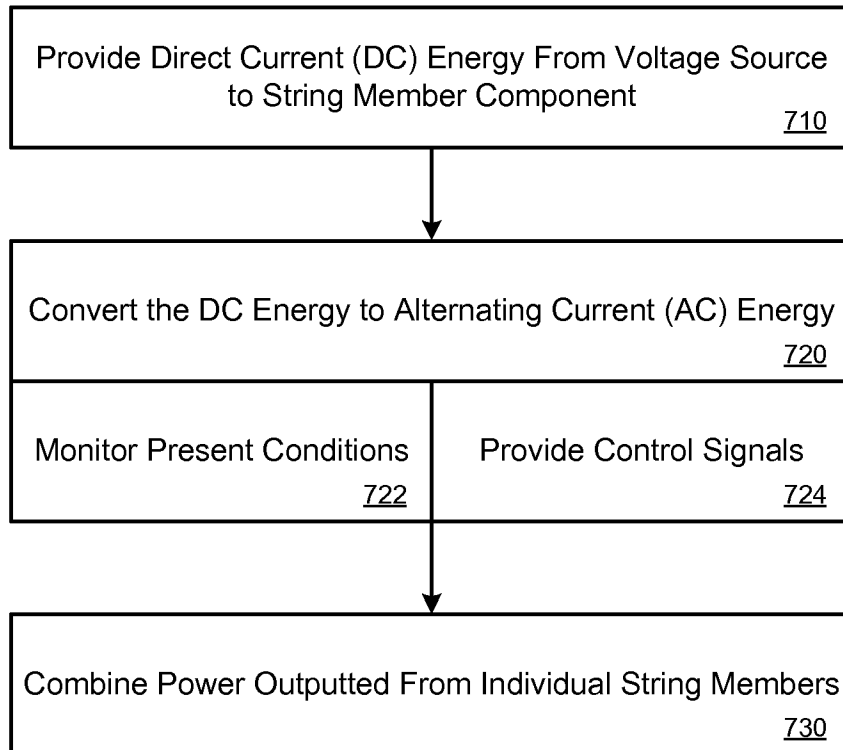 Provide Direct Current (DC) Energy From Voltage Source
to String Member Component
710
Convert the DC Energy to Alternating Current (AC) Energy
720
Monitor Present Conditions
722
Provide Control Signals
724
Combine Power Outputted From Individual String Members
730